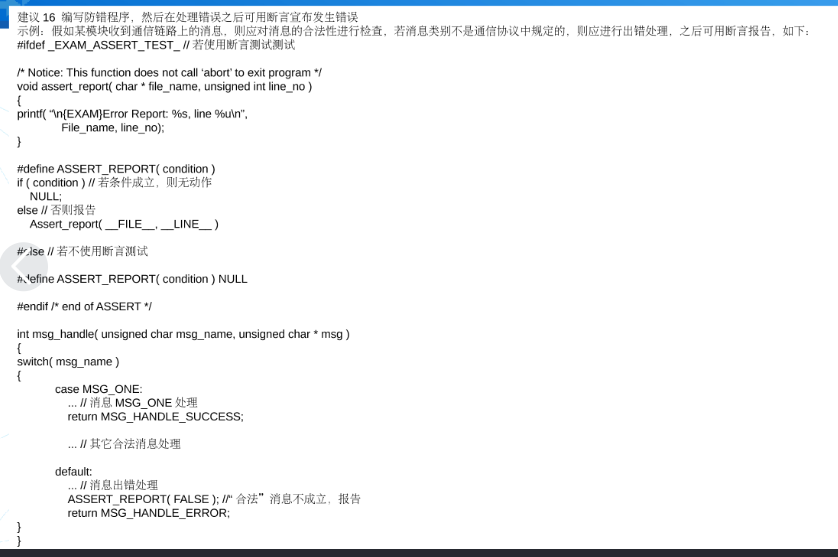 建议 16 编写防错程序，然后在处理错误之后可用断言宣布发生错误
示例：假如某模块收到通信链路上的消息，则应对消息的合法性进行检查，若消息类别不是通信协议中规定的，则应进行出错处理，之后可用断言报告，如下：
#ifdef _EXAM_ASSERT_TEST_ // 若使用断言测试测试
/* Notice: This function does not call ‘abort’ to exit program */
void assert_report( char * file_name, unsigned int line_no )
{
printf( “\n{EXAM}Error Report: %s, line %u\n”,
File_name, line_no);
}
#define ASSERT_REPORT( condition )
if ( condition ) // 若条件成立，则无动作
NULL;
else // 否则报告
Assert_report( __FILE__, __LINE__ )
#else // 若不使用断言测试
#define ASSERT_REPORT( condition ) NULL
#endif /* end of ASSERT */
int msg_handle( unsigned char msg_name, unsigned char * msg )
{
switch( msg_name )
{
case MSG_ONE:
... // 消息 MSG_ONE 处理
return MSG_HANDLE_SUCCESS;
... // 其它合法消息处理
default:
... // 消息出错处理
ASSERT_REPORT( FALSE ); //“ 合法” 消息不成立，报告
return MSG_HANDLE_ERROR;
}
}